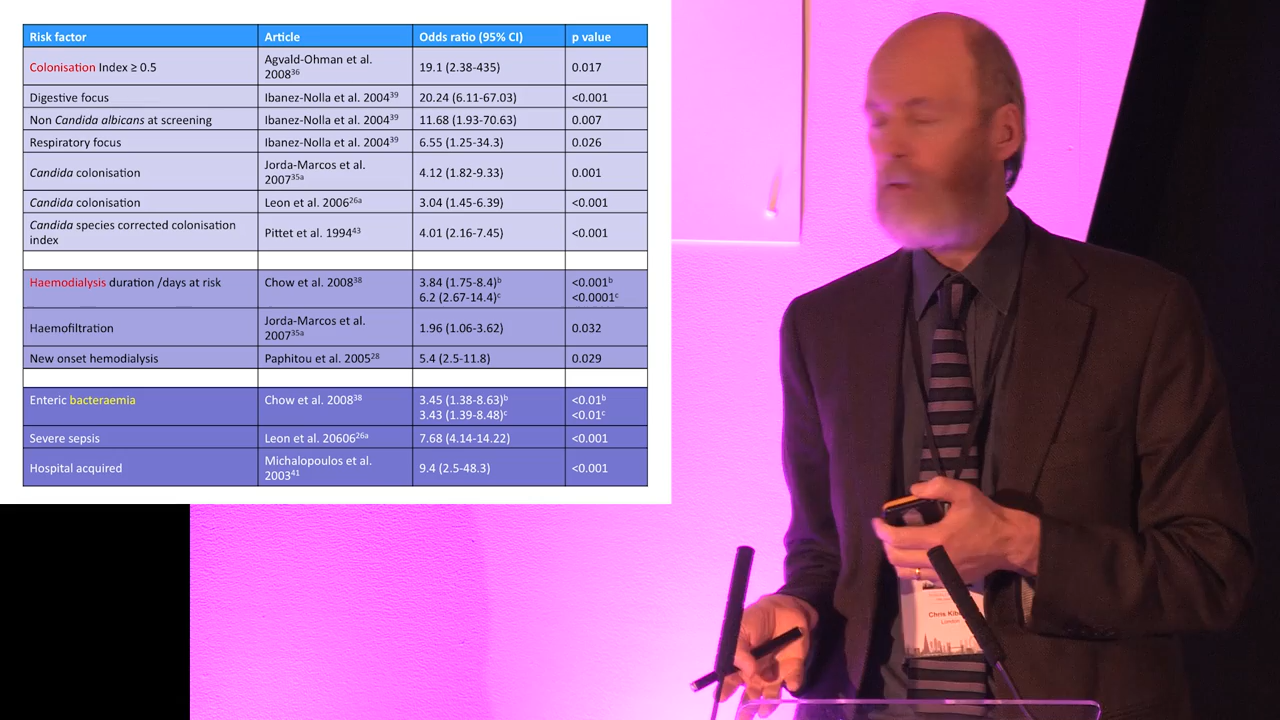 Risk factor Article Odds ratio (95% CI) p value
Colonisation Index ≥ 0.5 Agvald-Ohman et al. 2008³⁶ 19.1 (2.38-435) 0.017
Digestive focus Ibanez-Nolla et al. 2004³⁹ 20.24 (6.11-67.03) <0.001
Non Candida albicans at screening Ibanez-Nolla et al. 2004³⁹ 11.68 (1.93-70.63) 0.007
Respiratory focus Ibanez-Nolla et al. 2004³⁹ 6.55 (1.25-34.3) 0.026
Candida colonisation Jorda-Marcos et al. 2007³⁵ᵃ 4.12 (1.82-9.33) 0.001
Candida colonisation Leon et al. 2006²⁶ᵃ 3.04 (1.45-6.39) <0.001
Candida species corrected colonisation index Pittet et al. 1994⁴³ 4.01 (2.16-7.45) <0.001
Haemodialysis duration /days at risk Chow et al. 2008³⁸ 3.84 (1.75-8.4)ᵇ <0.001ᵇ
6.2 (2.67-14.4)ᶜ <0.0001ᶜ
Haemofiltration Jorda-Marcos et al. 2007³⁵ᵃ 1.96 (1.06-3.62) 0.032
New onset hemodialysis Paphitou et al. 2005²⁸ 5.4 (2.5-11.8) 0.029
Enteric bacteraemia Chow et al. 2008³⁸ 3.45 (1.38-8.63)ᵇ <0.01ᵇ
3.43 (1.39-8.48)ᶜ <0.01ᶜ
Severe sepsis Leon et al. 20606²⁶ᵃ 7.68 (4.14-14.22) <0.001
Hospital acquired Michalopoulos et al. 2003⁴¹ 9.4 (2.5-48.3) <0.001
Chris
London